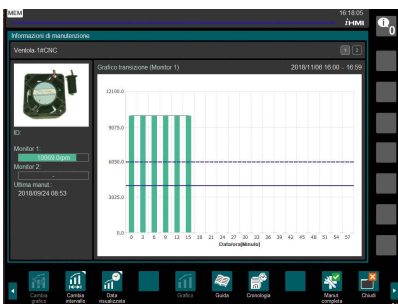 MEM
16:18:05
iHMI
0
Informazioni di manutenzione
Ventola-1#CNC
1 2
Grafico transizione (Monitor 1)
2018/11/06 16:00 - 16:59
ID:
Monitor 1:
10069.0rpm
Monitor 2:
-
Ultima manut.:
2018/09/24 08:53
12100.0
9075.0
6050.0
3025.0
0.0
0 3 6 9 12 15 18 21 24 27 30 33 36 39 42 45 48 51 54 57
Data/ora[Minuto]
Cambia grafico
Cambia intervallo
Data visualizzata
Grafico
Guida
Cronologia
Manut. completa
Chiudi